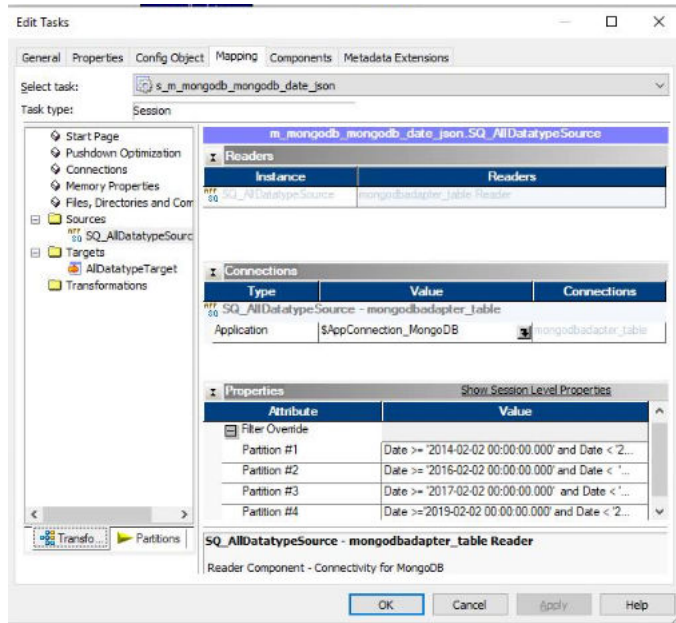 Edit Tasks
General Properties Config Object Mapping Components Metadata Extensions
Select task: s_m_mongodb_mongodb_date_json
Task type: Session
Start Page
Pushdown Optimization
Connections
Memory Properties
Files, Directories and Com
Sources
SQ_AllDatatypeSourc
Targets
AllDatatypeTarget
Transformations
Transfo... Partitions
m_mongodb_mongodb_date_json.SQ_AllDatatypeSource
Readers
Instance Readers
SQ_AllDatatypeSource mongodbadapter_table Reader
Connections
Type Value Connections
SQ_AllDatatypeSource - mongodbadapter_table
Application $AppConnection_MongoDB mongodbadapter_table
Properties Show Session Level Properties
Attribute Value
Filter Override
Partition #1 Date >= '2014-02-02 00:00:00.000' and Date < '2...
Partition #2 Date >= '2016-02-02 00:00:00.000' and Date < '...
Partition #3 Date >= '2017-02-02 00:00:00.000' and Date < '...
Partition #4 Date >='2019-02-02 00:00:00.000' and Date < '2...
SQ_AllDatatypeSource - mongodbadapter_table Reader
Reader Component - Connectivity for MongoDB
OK Cancel Apply Help